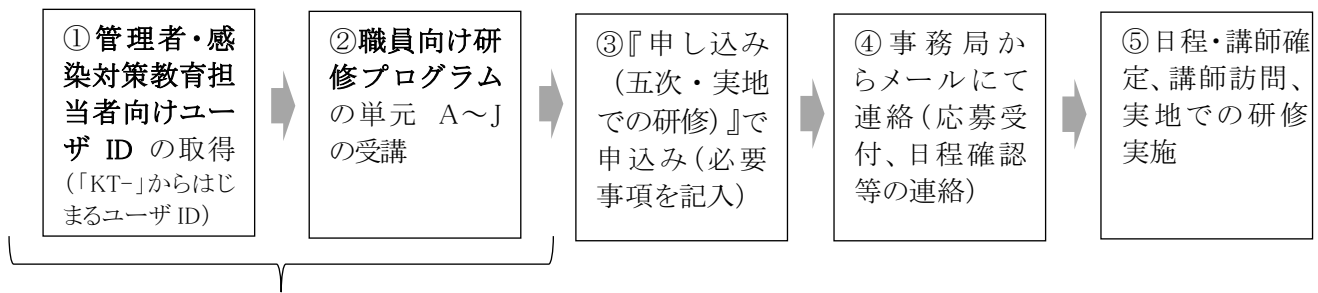 ①管理者・感
染対策教育担
当者向けユー
ザ ID の取得
（「KT-」からはじ
まるユーザ ID）
②職員向け研
修プログラム
の単元 A～J
の受講
③『申し込み
（五次・実地
での研修）』で
申込み（必要
事項を記入）
④事務局か
らメールにて
連絡（応募受
付、日程確認
等の連絡）
⑤日程・講師確
定、講師訪問、
実地での研修
実施